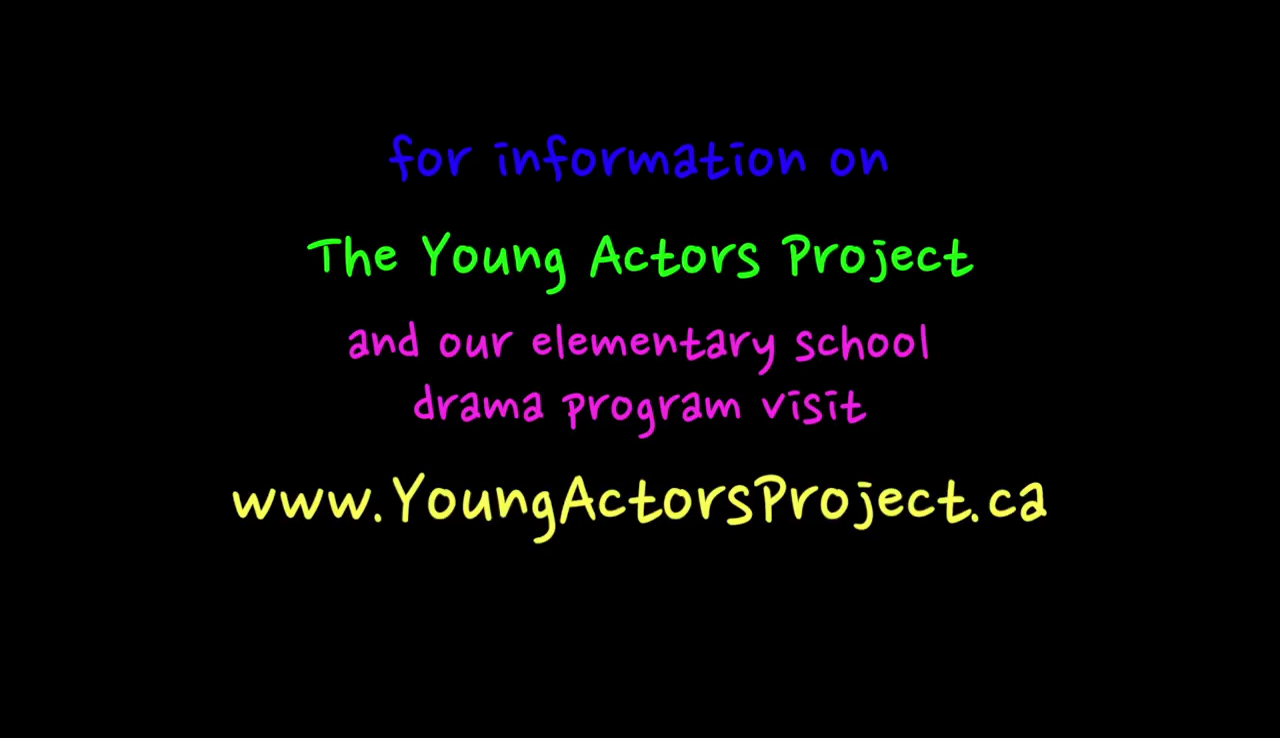 for information on
The Young Actors Project
and our elementary school
drama program visit
www.YoungActorsProject.ca